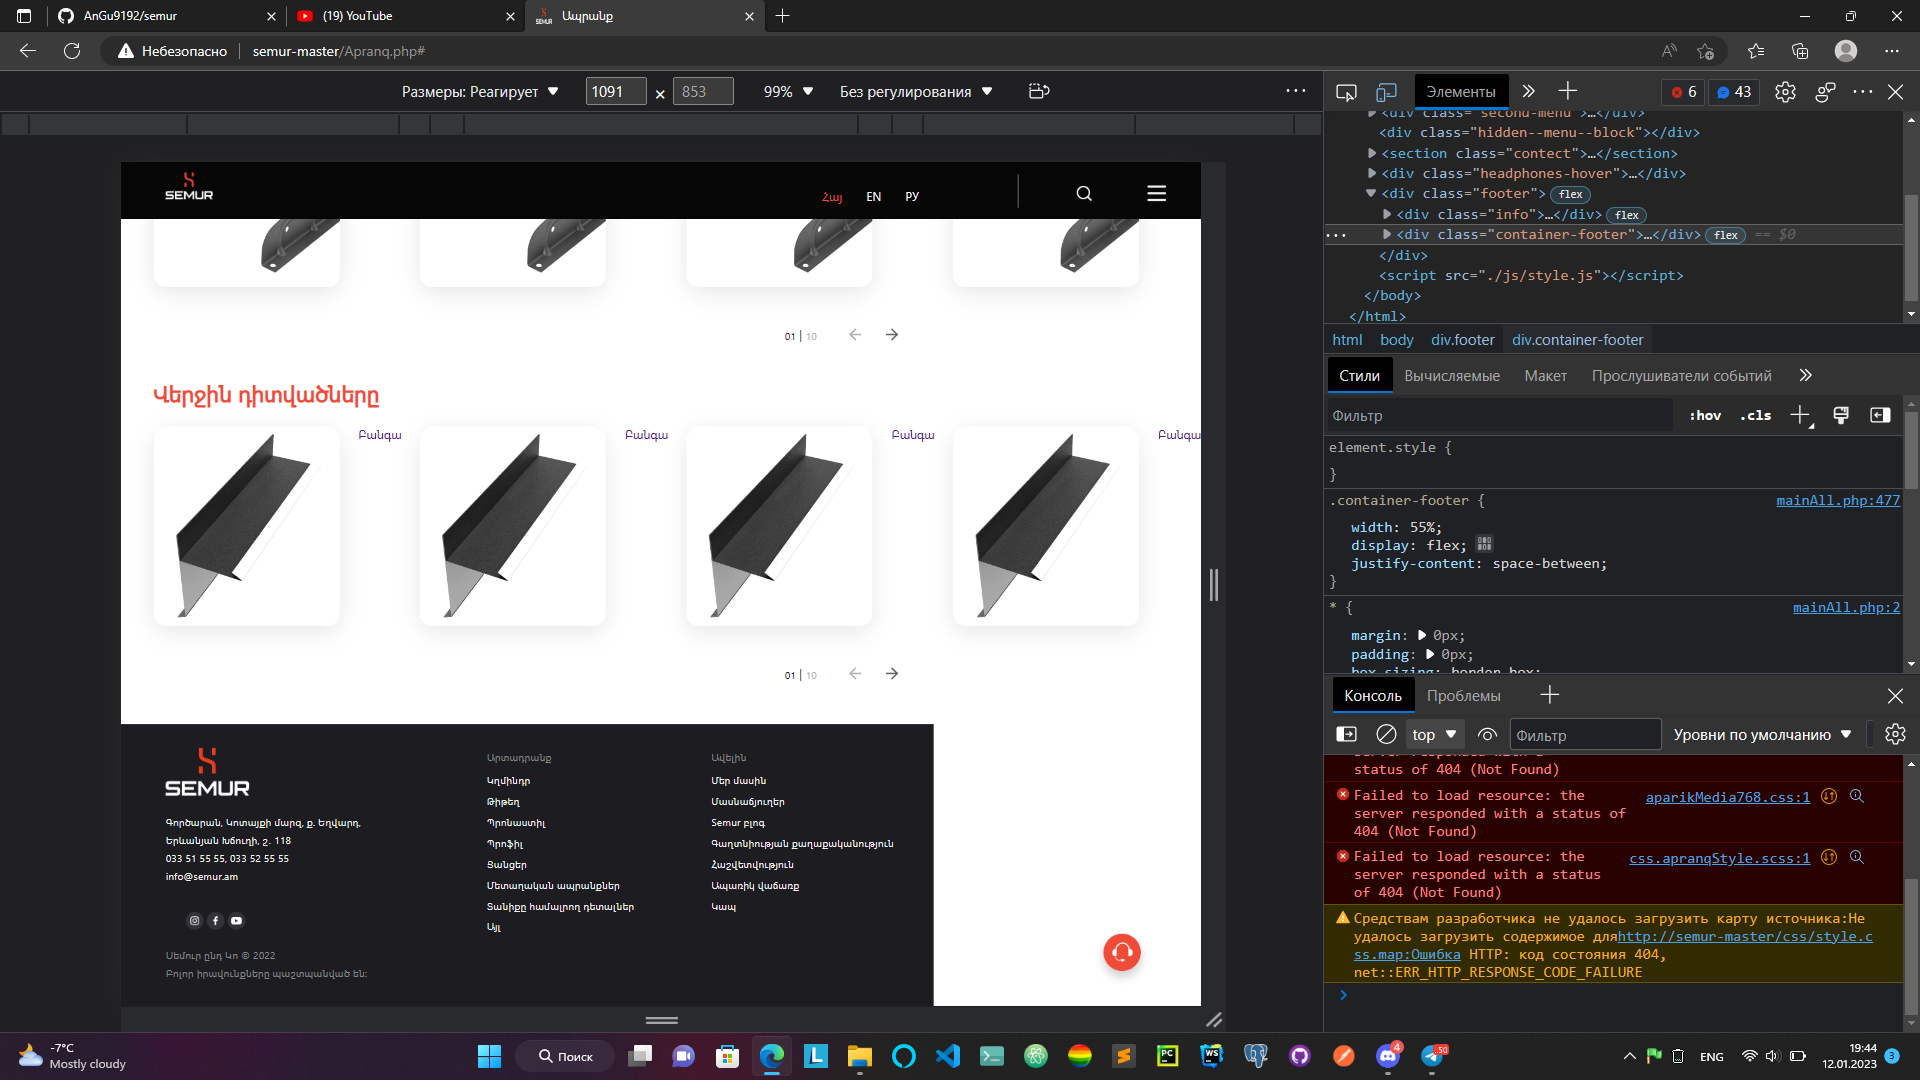 AnGu9192/semur
(19) YouTube
Ապրանք
Небезопасно
semur-master/Apranq.php#
Размеры: Реагирует
1091
×
853
99%
Без регулирования
Элементы
6
43
<div class="second-menu">…</div>
<div class="hidden--menu--block"></div>
<section class="contect">…</section>
<div class="headphones-hover">…</div>
<div class="footer"> flex
<div class="info">…</div> flex
<div class="container-footer">…</div> flex == $0
</div>
<script src="./js/style.js"></script>
</body>
</html>
html body div.footer div.container-footer
Стили Вычисляемые Макет Прослушиватели событий
Фильтр
:hov .cls
element.style {
}
.container-footer {
mainAll.php:477
width: 55%;
display: flex;
justify-content: space-between;
}
* {
mainAll.php:2
margin: 0px;
padding: 0px;
box-sizing: border-box;
Консоль Проблемы
top
Фильтр
Уровни по умолчанию
server responded with a
status of 404 (Not Found)
Failed to load resource: the
aparikMedia768.css:1
server responded with a status of
404 (Not Found)
Failed to load resource: the
css.apranqStyle.scss:1
server responded with a status
of 404 (Not Found)
Средствам разработчика не удалось загрузить карту источника:Не
удалось загрузить содержимое дляhttp://semur-master/css/style.c
ss.map:Ошибка HTTP: код состояния 404,
net::ERR_HTTP_RESPONSE_CODE_FAILURE
SEMUR
Հայ EN РУ
01 | 10
Վերջին դիտվածները
Բանգա
Բանգա
Բանգա
Բանգա
01 | 10
SEMUR
Գործարան, Կոտայքի մարզ, ք. Եղվարդ,
Երևանյան Խճուղի, շ. 118
033 51 55 55, 033 52 55 55
info@semur.am
Սեմուր ընդ Կո © 2022
Բոլոր իրավունքները պաշտպանված են:
Արտադրանք
Կղմինդր
Թիթեղ
Պրոնաստիլ
Պրոֆիլ
Ցանցեր
Մետաղական ապրանքներ
Տանիքը համալրող դետալներ
Այլ
Ավելին
Մեր մասին
Մասնաճյուղեր
Semur բլոգ
Գաղտնիության քաղաքականություն
Հաշվետվություն
Ապառիկ վաճառք
Կապ
-7°C
Mostly cloudy
Поиск
4
50
ENG
19:44
12.01.2023
3